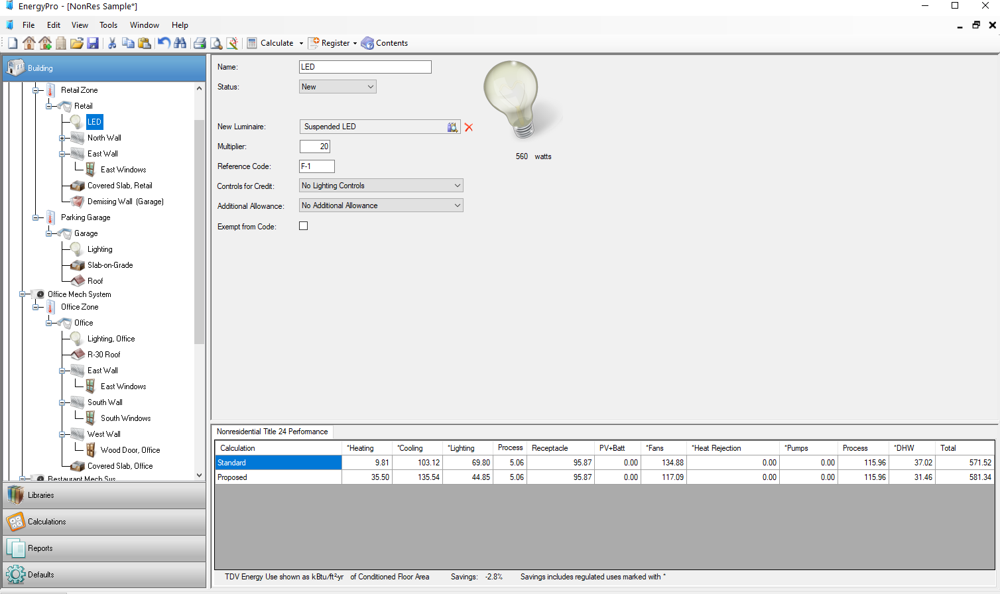 EnergyPro - [NonRes Sample*]
File Edit View Tools Window Help
Calculate Register Contents
Building
Retail Zone
Retail
LED
North Wall
East Wall
East Windows
Covered Slab, Retail
Demising Wall (Garage)
Parking Garage
Garage
Lighting
Slab-on-Grade
Roof
Office Mech System
Office Zone
Office
Lighting, Office
R-30 Roof
East Wall
East Windows
South Wall
South Windows
West Wall
Wood Door, Office
Covered Slab, Office
Restaurant Mech Sys
Libraries
Calculations
Reports
Defaults
Name: LED
Status: New
New Luminaire: Suspended LED
Multiplier: 20
560 watts
Reference Code: F-1
Controls for Credit: No Lighting Controls
Additional Allowance: No Additional Allowance
Exempt from Code:
Nonresidential Title 24 Performance
Calculation *Heating *Cooling *Lighting Process Receptacle PV+Batt *Fans *Heat Rejection *Pumps Process *DHW Total
Standard 9.81 103.12 69.80 5.06 95.87 0.00 134.88 0.00 0.00 115.96 37.02 571.52
Proposed 35.50 135.54 44.85 5.06 95.87 0.00 117.09 0.00 0.00 115.96 31.46 581.34
TDV Energy Use shown as kBtu/ft²-yr of Conditioned Floor Area Savings: -2.8% Savings includes regulated uses marked with *